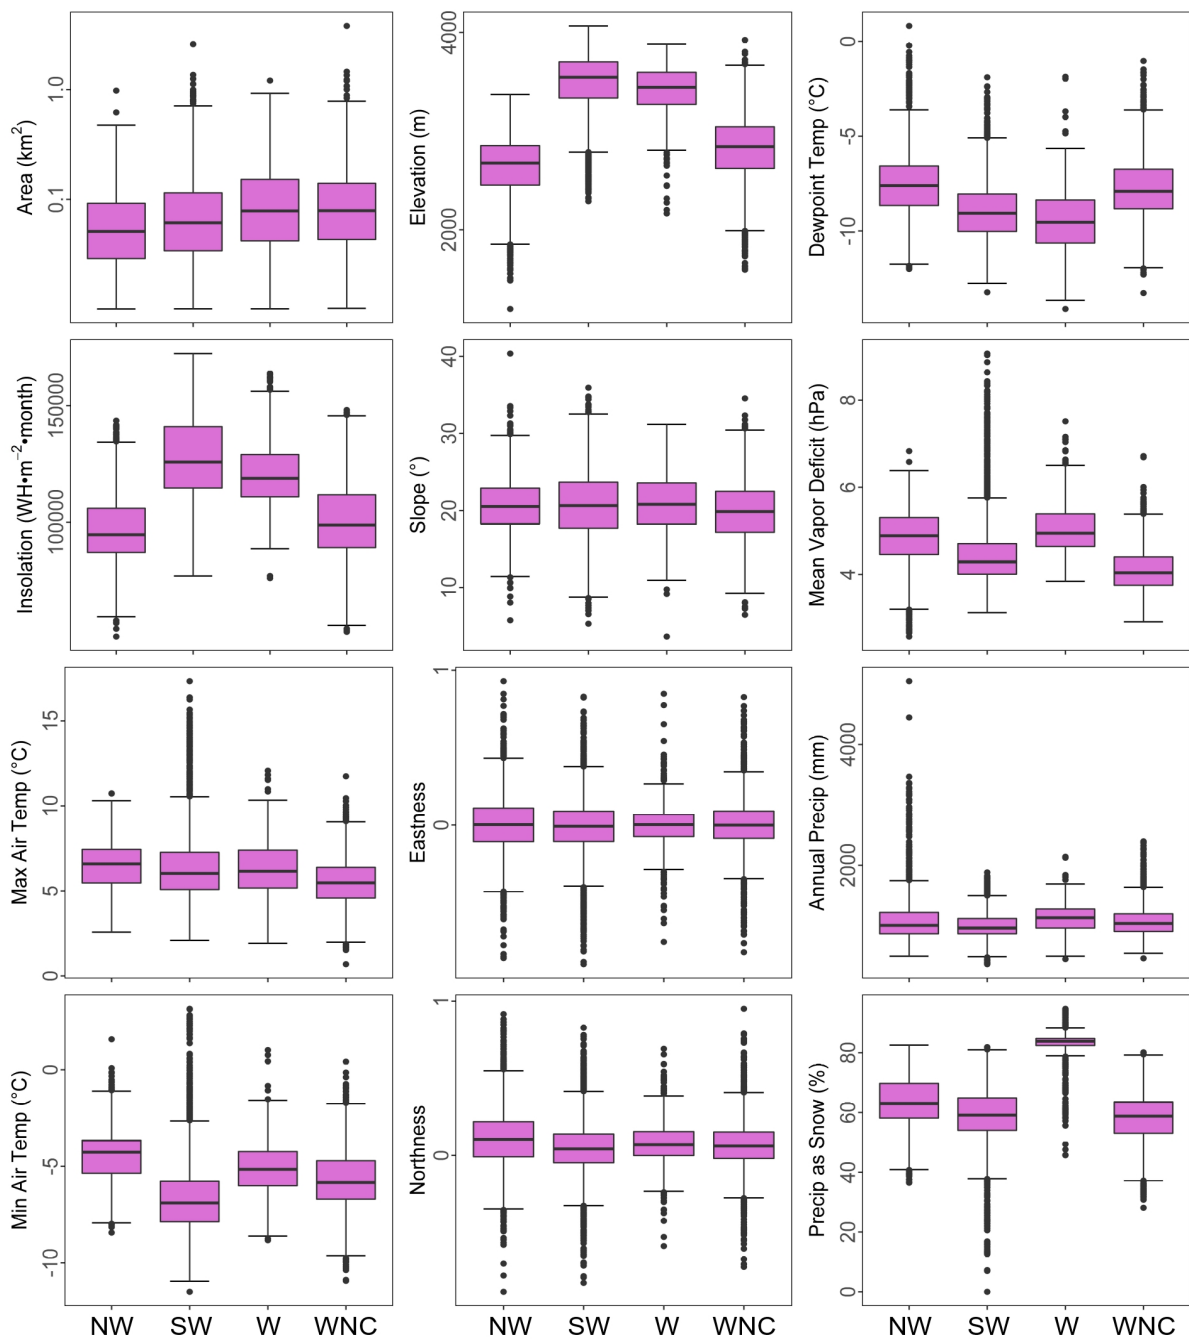 Area (km²)
1.0
0.1
Elevation (m)
4000
2000
Dewpoint Temp (°C)
0
-5
-10
Insolation (WH•m⁻²•month)
150000
100000
Slope (°)
40
30
20
10
Mean Vapor Deficit (hPa)
8
6
4
Max Air Temp (°C)
15
10
5
0
Eastness
1
0
Annual Precip (mm)
4000
2000
Min Air Temp (°C)
0
-5
-10
Northness
1
0
Precip as Snow (%)
80
60
40
20
0
NW SW W WNC NW SW W WNC NW SW W WNC